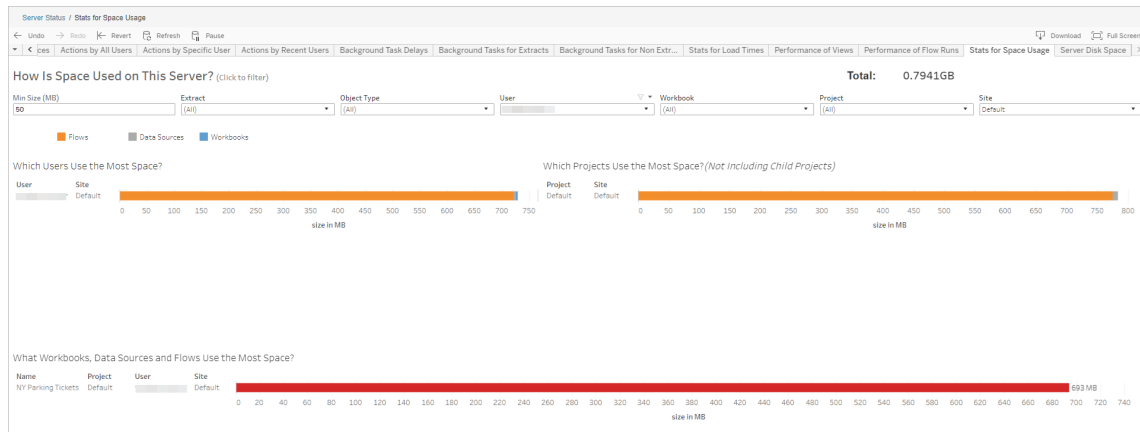 Server Status / Stats for Space Usage
← Undo → Redo Revert Refresh Pause Download Full Screen
ces Actions by All Users Actions by Specific User Actions by Recent Users Background Task Delays Background Tasks for Extracts Background Tasks for Non Extr... Stats for Load Times Performance of Views Performance of Flow Runs Stats for Space Usage Server Disk Space
How Is Space Used on This Server? (Click to filter) Total: 0.7941GB
Min Size (MB) Extract Object Type User Workbook Project Site
50 (All) (All) (All) (All) Default
Flows Data Sources Workbooks
Which Users Use the Most Space? Which Projects Use the Most Space? (Not Including Child Projects)
User Site Project Site
Default Default Default
0 50 100 150 200 250 300 350 400 450 500 550 600 650 700 750 0 50 100 150 200 250 300 350 400 450 500 550 600 650 700 750 800
size in MB size in MB
What Workbooks, Data Sources and Flows Use the Most Space?
Name Project User Site
NY Parking Tickets Default Default 693 MB
0 20 40 60 80 100 120 140 160 180 200 220 240 260 280 300 320 340 360 380 400 420 440 460 480 500 520 540 560 580 600 620 640 660 680 700 720 740
size in MB